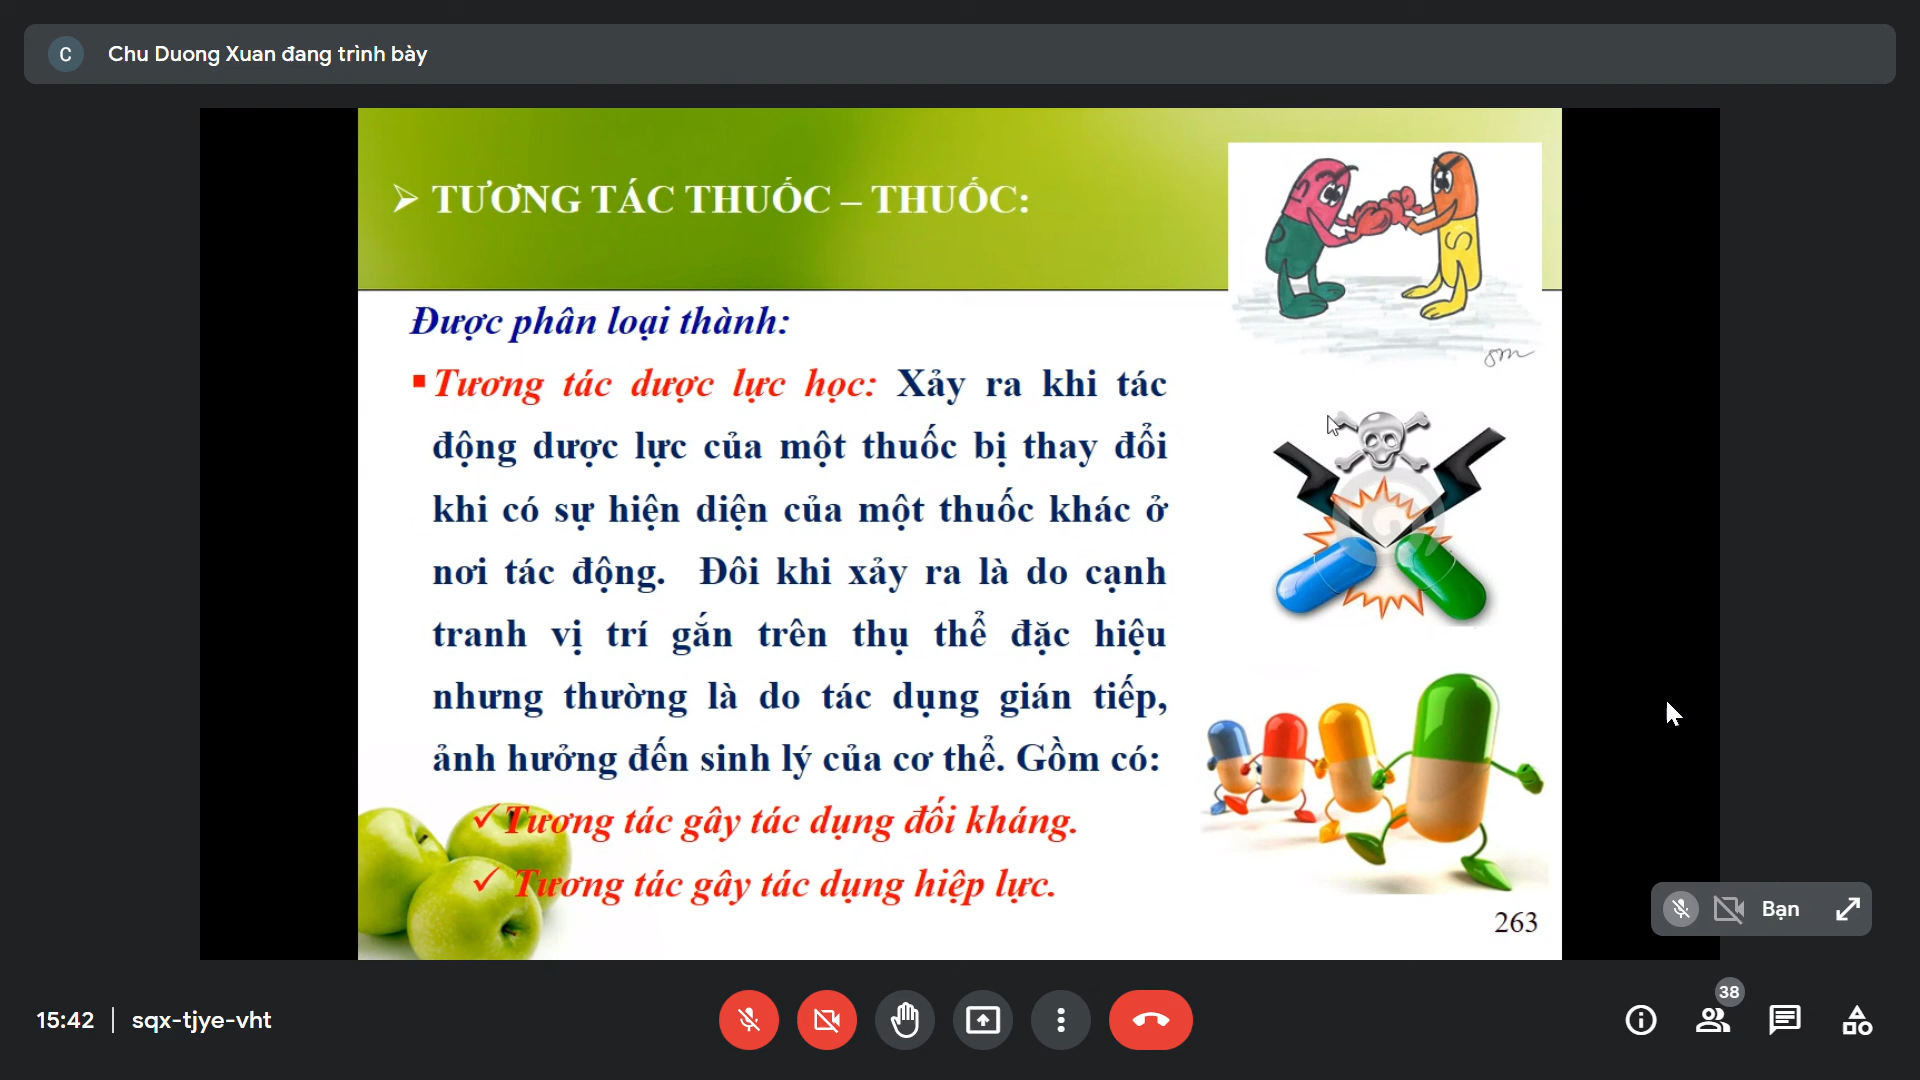 C Chu Duong Xuan đang trình bày
➢ TƯƠNG TÁC THUỐC – THUỐC:
Được phân loại thành:
▪ Tương tác dược lực học: Xảy ra khi tác
động dược lực của một thuốc bị thay đổi
khi có sự hiện diện của một thuốc khác ở
nơi tác động. Đôi khi xảy ra là do cạnh
tranh vị trí gắn trên thụ thể đặc hiệu
nhưng thường là do tác dụng gián tiếp,
ảnh hưởng đến sinh lý của cơ thể. Gồm có:
✓ Tương tác gây tác dụng đối kháng.
✓ Tương tác gây tác dụng hiệp lực.
263
Bạn
15:42 | sqx-tjye-vht
38